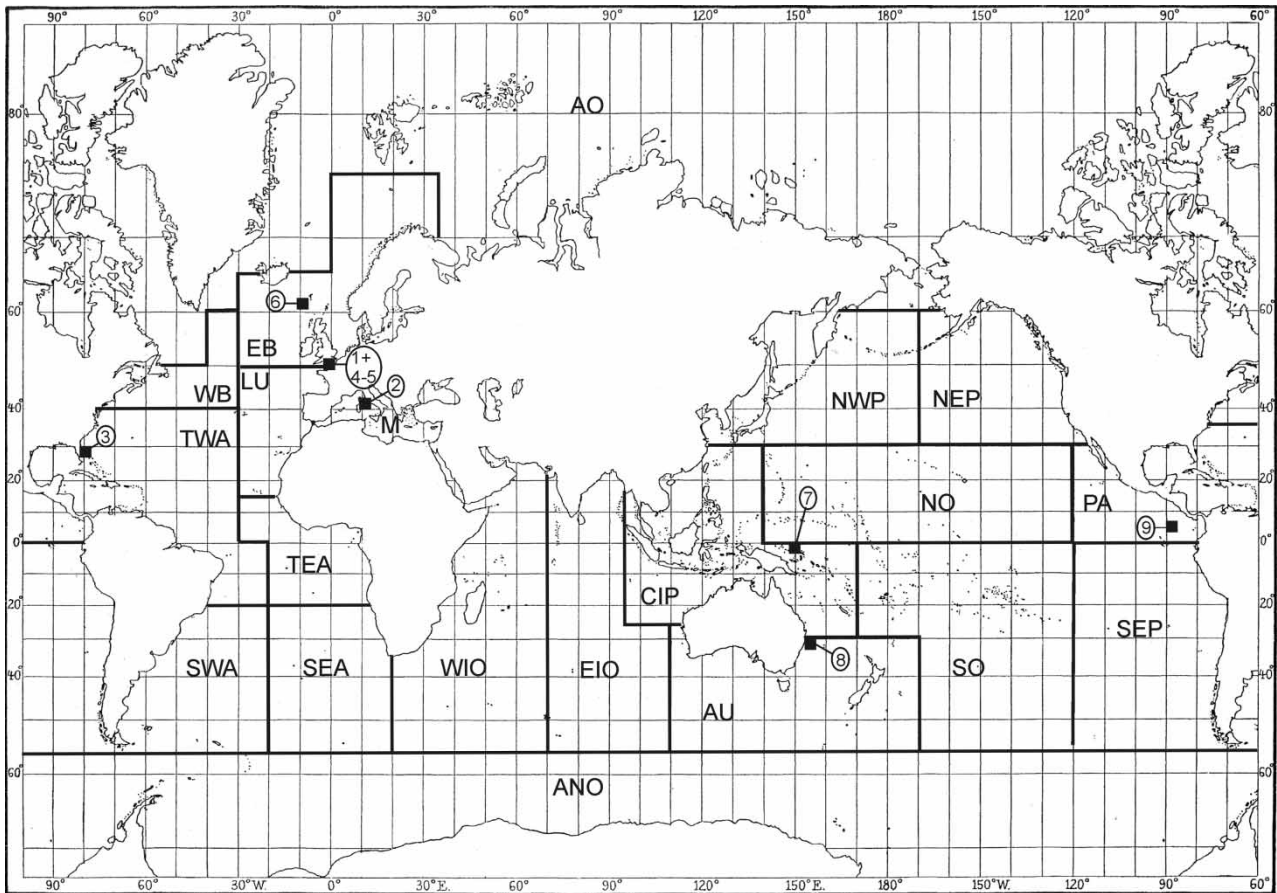 90° 60° 30° 0° 30° 60° 90° 120° 150° 180° 150° 120° 90° 60°
AO
80° 80°
⑥
60° 60°
EB
1+
4-5
LU
②
WB
NWP NEP
40° 40°
M
③
TWA
20° 20°
⑦
NO
PA
⑨
0° 0°
TEA
CIP
20° 20°
SEP
SWA SEA WIO EIO
⑧
SO
40° 40°
AU
60° 60°
ANO
90° 60° 30°W. 0° 30°E. 60° 90° 120° 150°E. 180° 150°W. 120° 90° 60°